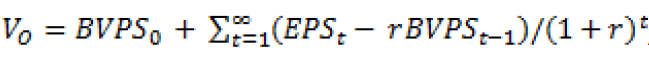 V_O = BVPS_0 + ∑_{t=1}^{∞}(EPS_t − rBVPS_{t−1})/(1 + r)^t